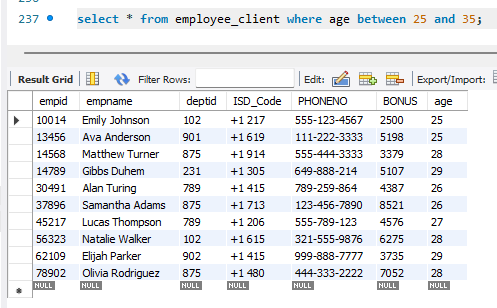 237 select * from employee_client where age between 25 and 35;
Result Grid Filter Rows: Edit: Export/Import:
empid empname deptid ISD_Code PHONENO BONUS age
10014 Emily Johnson 102 +1 217 555-123-4567 2500 25
13456 Ava Anderson 901 +1 619 111-222-3333 5198 25
14568 Matthew Turner 875 +1 914 555-444-3333 3379 28
14789 Gibbs Duhem 231 +1 305 649-888-214 5107 29
30491 Alan Turing 789 +1 415 789-259-864 4387 26
37896 Samantha Adams 875 +1 713 123-456-7890 8521 26
45217 Lucas Thompson 789 +1 206 555-789-123 4576 27
56323 Natalie Walker 102 +1 615 321-555-9876 6275 28
62109 Elijah Parker 902 +1 415 999-888-7777 3735 29
78902 Olivia Rodriguez 875 +1 480 444-333-2222 7052 28
NULL NULL NULL NULL NULL NULL NULL